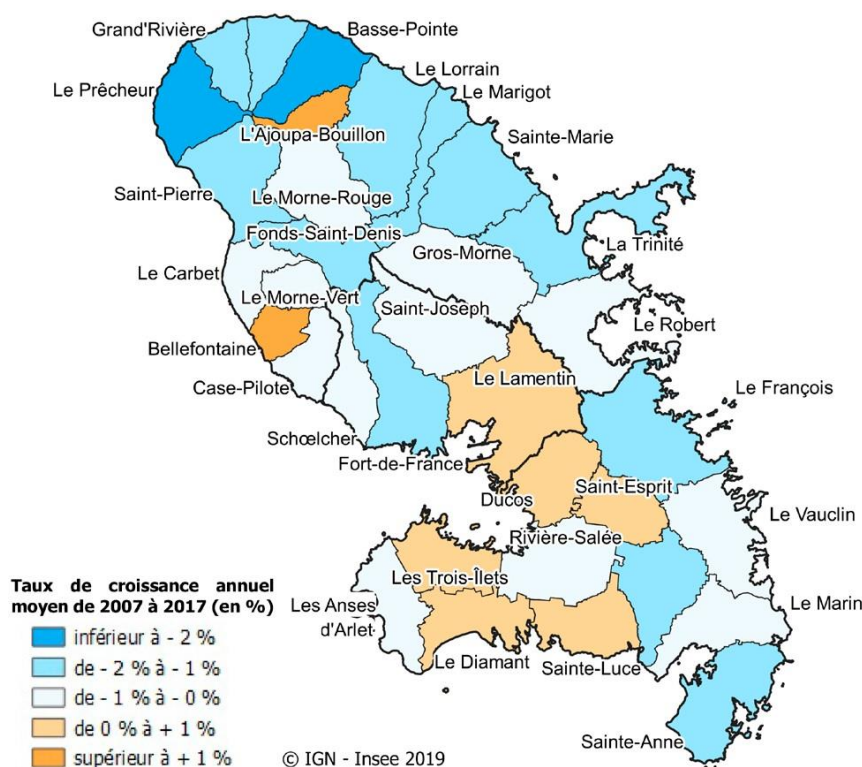 Grand'Rivière
Basse-Pointe
Le Prêcheur
Le Lorrain
Le Marigot
L'Ajoupa-Bouillon
Sainte-Marie
Saint-Pierre
Le Morne-Rouge
Fonds-Saint-Denis
La Trinité
Gros-Morne
Le Carbet
Le Morne-Vert
Saint-Joseph
Le Robert
Bellefontaine
Case-Pilote
Le Lamentin
Le François
Schœlcher
Fort-de-France
Saint-Esprit
Ducos
Le Vauclin
Rivière-Salée
Les Trois-Îlets
Les Anses
d'Arlet
Le Marin
Le Diamant
Sainte-Luce
Sainte-Anne
Taux de croissance annuel
moyen de 2007 à 2017 (en %)
inférieur à - 2 %
de - 2 % à - 1 %
de - 1 % à - 0 %
de 0 % à + 1 %
supérieur à + 1 %
© IGN - Insee 2019